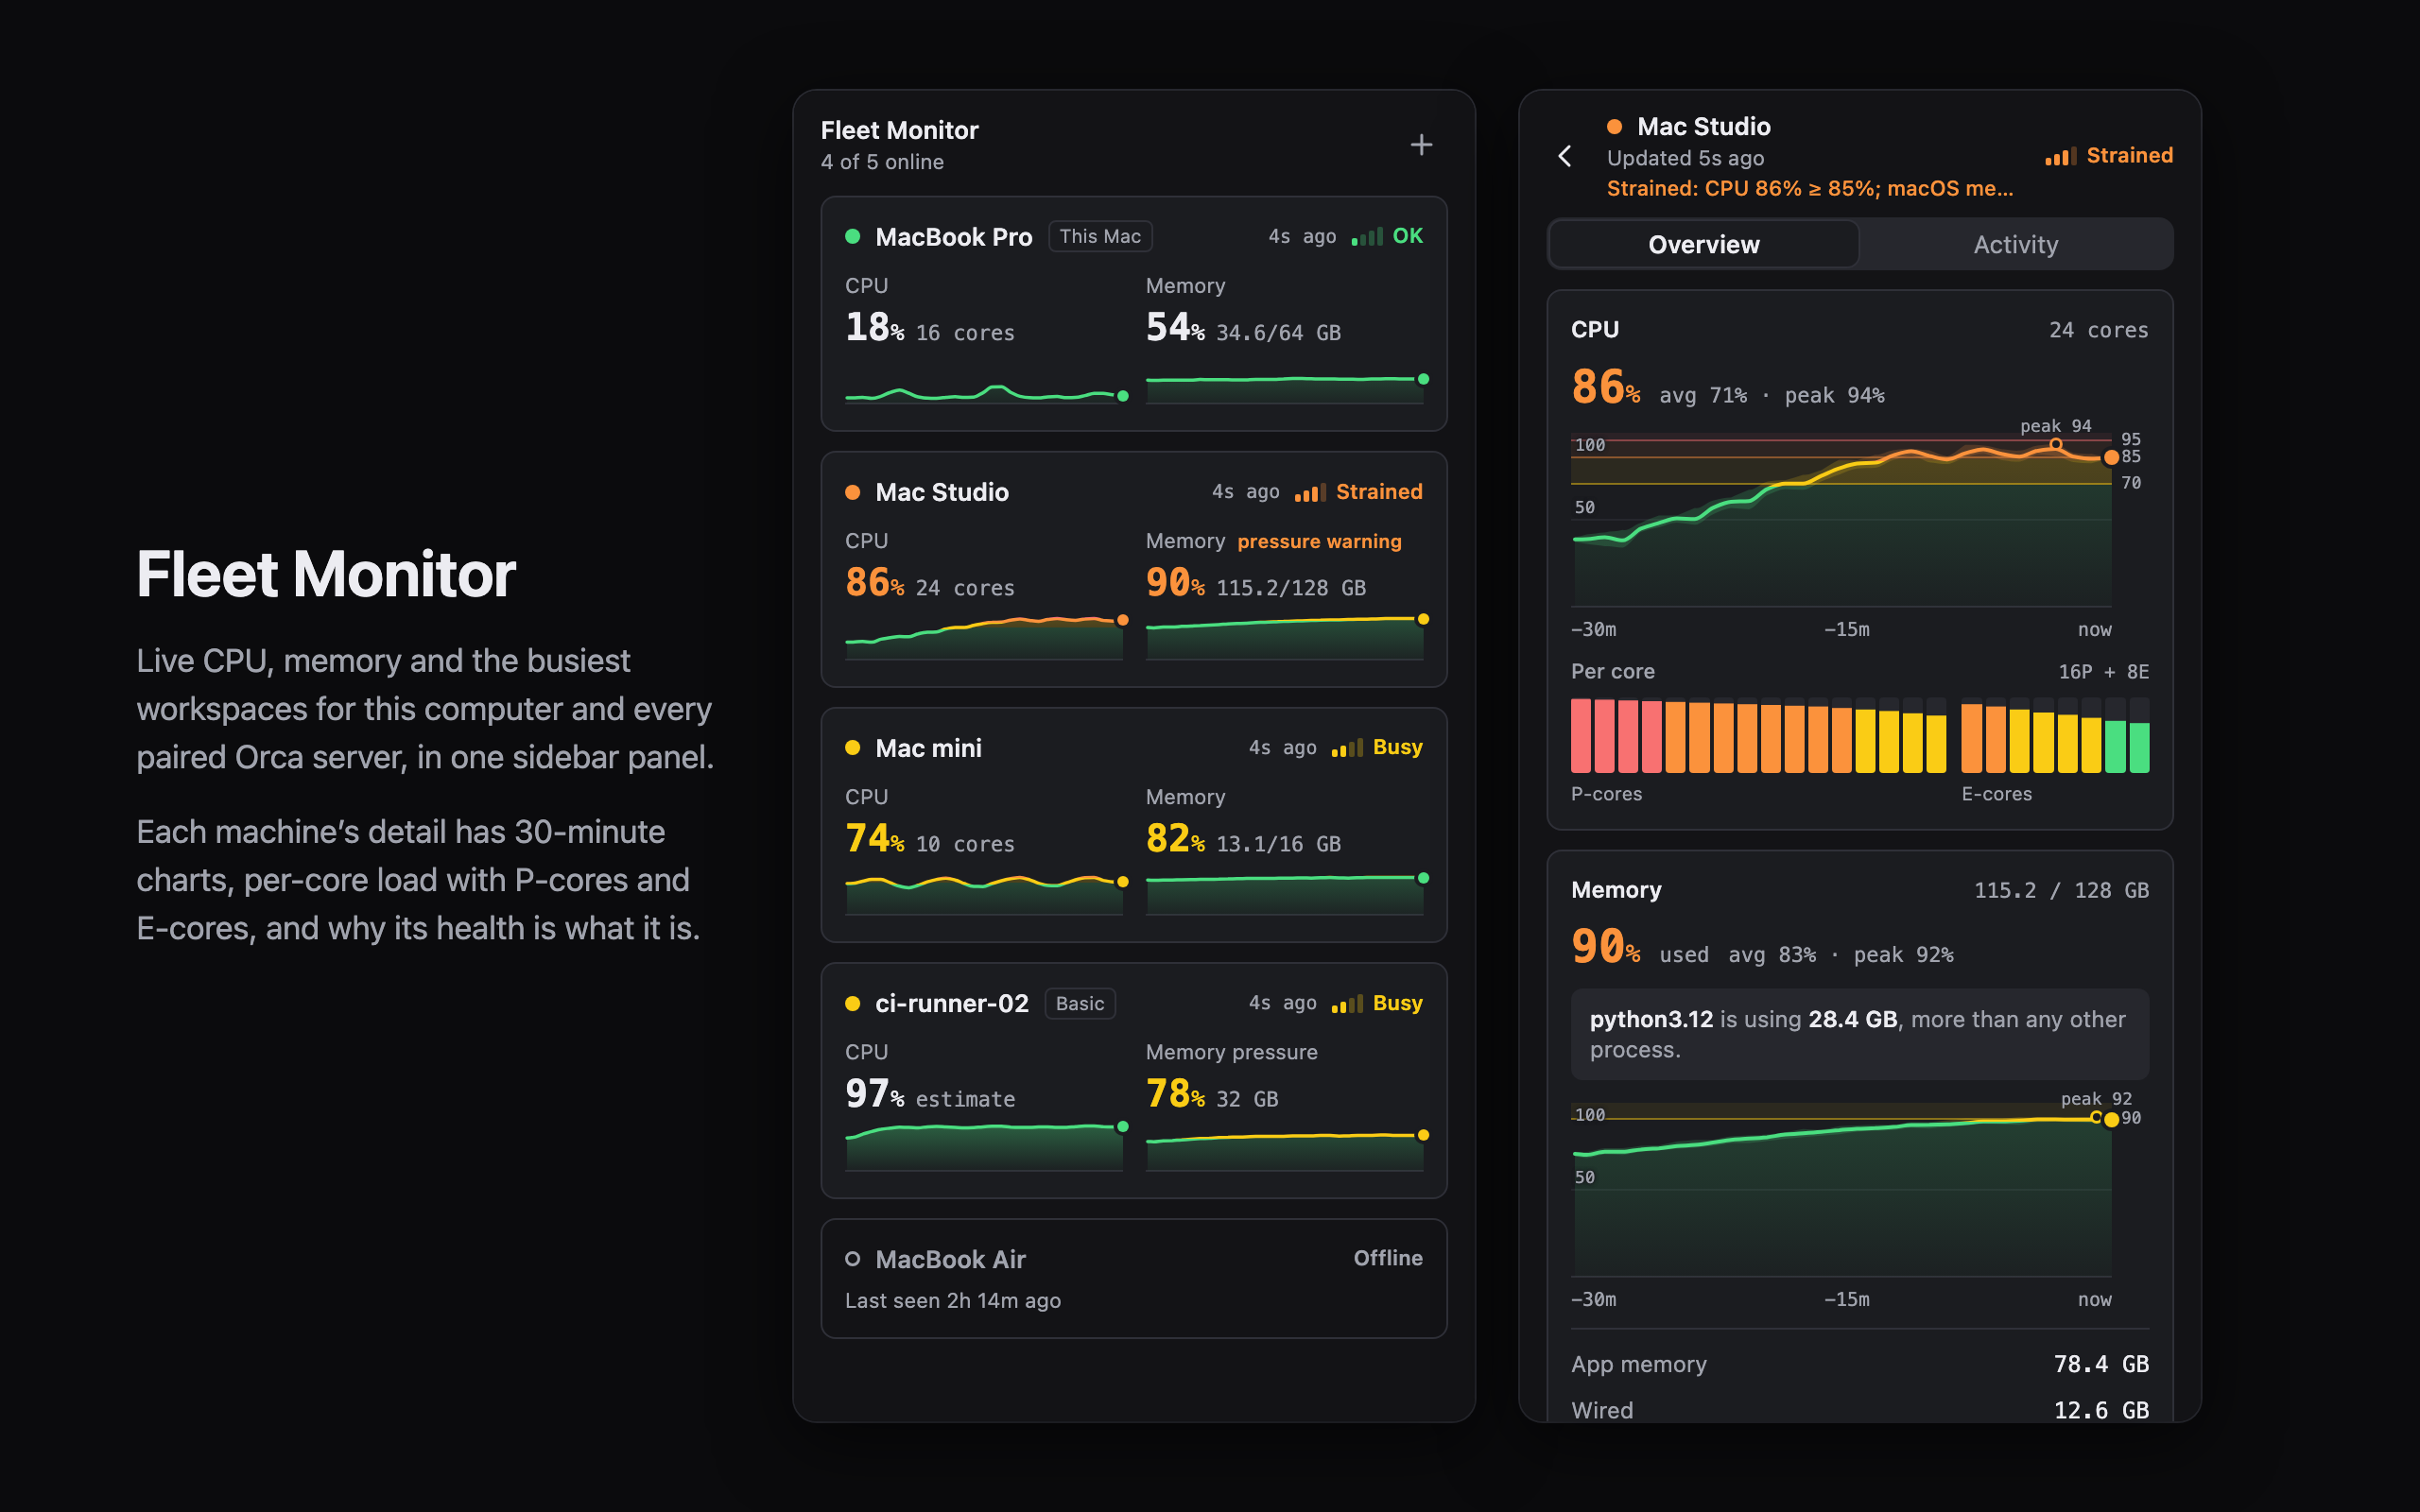 Fleet Monitor
Live CPU, memory and the busiest
workspaces for this computer and every
paired Orca server, in one sidebar panel.
Each machine’s detail has 30-minute
charts, per-core load with P-cores and
E-cores, and why its health is what it is.
Fleet Monitor
4 of 5 online
MacBook Pro This Mac 4s ago OK
CPU Memory
18% 16 cores 54% 34.6/64 GB
Mac Studio 4s ago Strained
CPU Memory pressure warning
86% 24 cores 90% 115.2/128 GB
Mac mini 4s ago Busy
CPU Memory
74% 10 cores 82% 13.1/16 GB
ci-runner-02 Basic 4s ago Busy
CPU Memory pressure
97% estimate 78% 32 GB
MacBook Air Offline
Last seen 2h 14m ago
Mac Studio
Updated 5s ago
Strained
Strained: CPU 86% ≥ 85%; macOS me…
Overview Activity
CPU 24 cores
86% avg 71% · peak 94%
peak 94
100 95
85
70
50
−30m −15m now
Per core 16P + 8E
P-cores E-cores
Memory 115.2 / 128 GB
90% used avg 83% · peak 92%
python3.12 is using 28.4 GB, more than any other
process.
peak 92
100 90
50
−30m −15m now
App memory 78.4 GB
Wired 12.6 GB